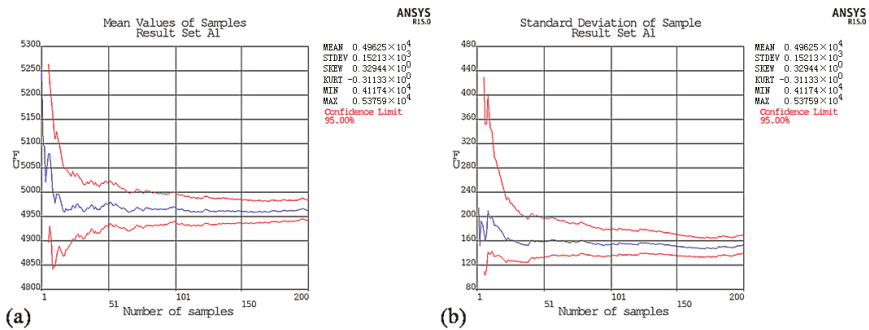 Mean Values of Samples
Result Set A1
ANSYS
R15.0
5300
5250
5200
5150
5100
5050
5000
4950
4900
4850
4800
1
51
101
150
200
Number of samples
MEAN 0.49625×10^4
STDEV 0.15213×10^3
SKEW 0.32944×10^0
KURT -0.31133×10^0
MIN 0.41174×10^4
MAX 0.53759×10^4
Confidence Limit
95.00%
(a)
Standard Deviation of Sample
Result Set A1
ANSYS
R15.0
480
440
400
360
320
280
240
200
160
120
80
1
51
101
150
200
Number of samples
MEAN 0.49625×10^4
STDEV 0.15213×10^3
SKEW 0.32944×10^0
KURT -0.31133×10^0
MIN 0.41174×10^4
MAX 0.53759×10^4
Confidence Limit
95.00%
(b)